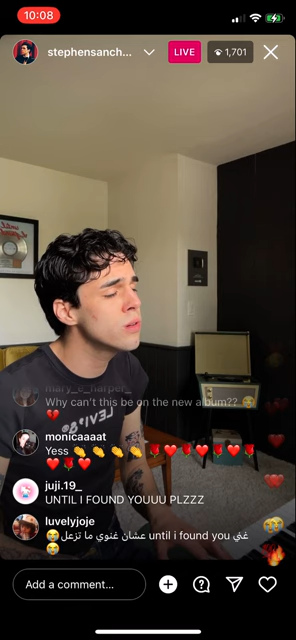 10:08
stephensanch...
LIVE
1,701
LEVI'S®
mary_e_harper_
Why can't this be on the new album?? 😭
💔
monicaaaat
Yess 👏👏👏👏🌹❤️🌹❤️🌹
❤️🌹❤️
juji.19_
UNTIL I FOUND YOUUU PLZZZ
luvelyjoje
😭عشان غنوي ما تزعل until i found you غني
😭
Add a comment...